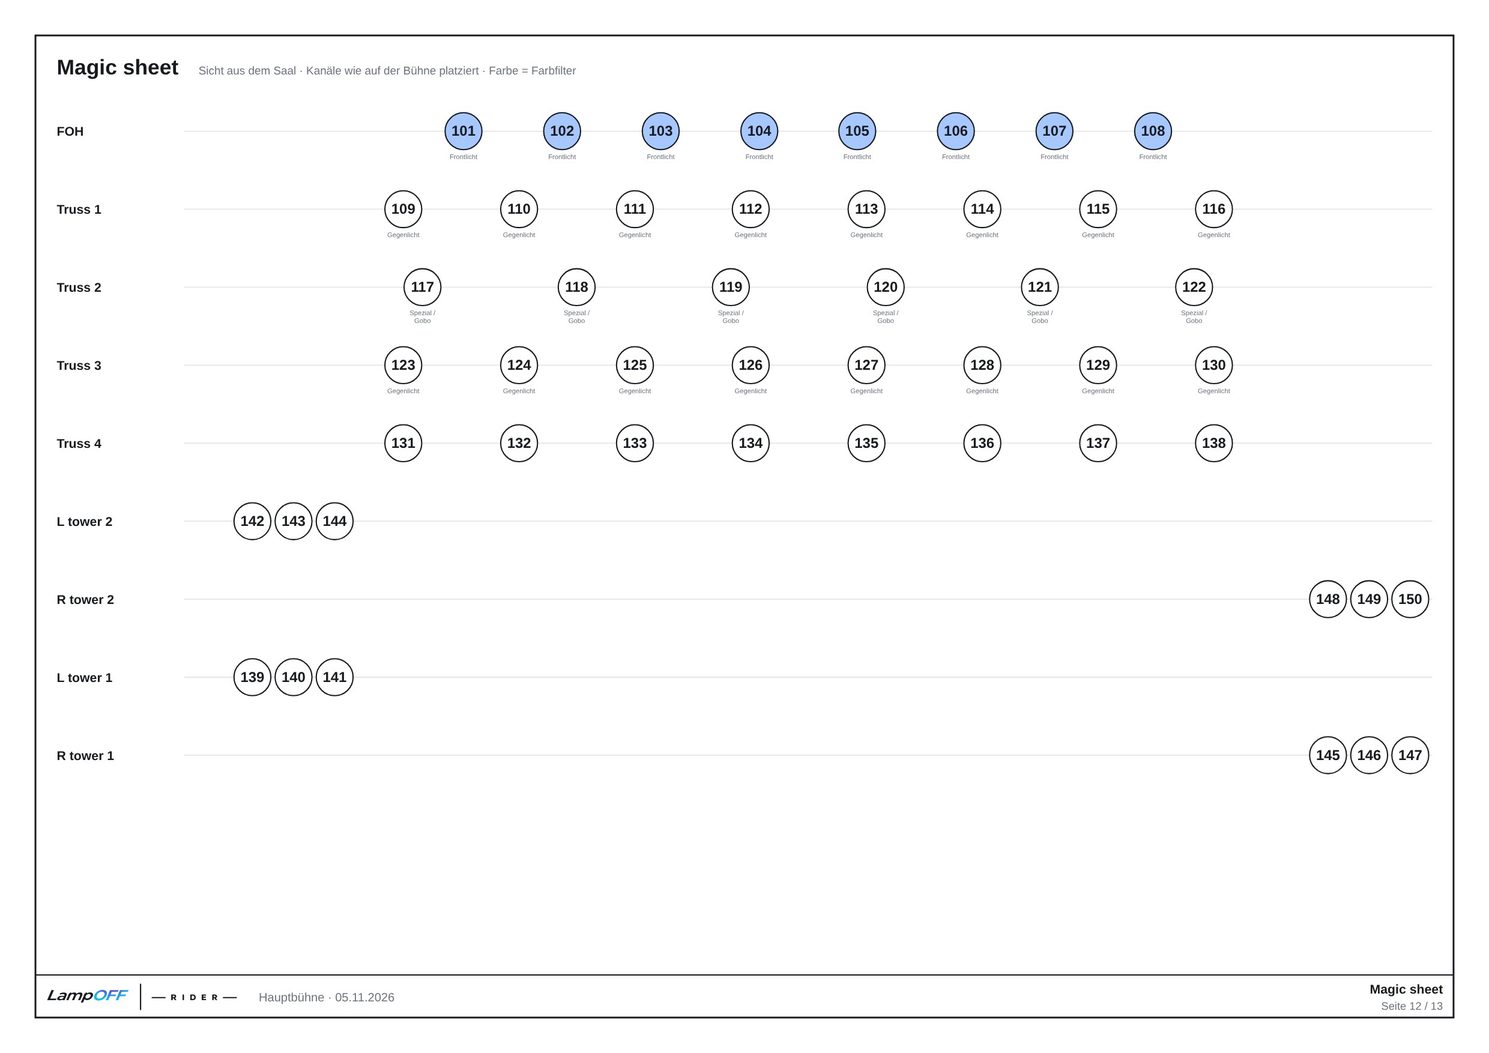 Magic sheet Sicht aus dem Saal · Kanäle wie auf der Bühne platziert · Farbe = Farbfilter
FOH 101 102 103 104 105 106 107 108
Frontlicht Frontlicht Frontlicht Frontlicht Frontlicht Frontlicht Frontlicht Frontlicht
Truss 1 109 110 111 112 113 114 115 116
Gegenlicht Gegenlicht Gegenlicht Gegenlicht Gegenlicht Gegenlicht Gegenlicht Gegenlicht
Truss 2 117 118 119 120 121 122
Spezial / Spezial / Spezial / Spezial / Spezial / Spezial /
Gobo Gobo Gobo Gobo Gobo Gobo
Truss 3 123 124 125 126 127 128 129 130
Gegenlicht Gegenlicht Gegenlicht Gegenlicht Gegenlicht Gegenlicht Gegenlicht Gegenlicht
Truss 4 131 132 133 134 135 136 137 138
L tower 2 142 143 144
R tower 2 148 149 150
L tower 1 139 140 141
R tower 1 145 146 147
LampOFF RIDER Hauptbühne · 05.11.2026
Magic sheet
Seite 12 / 13